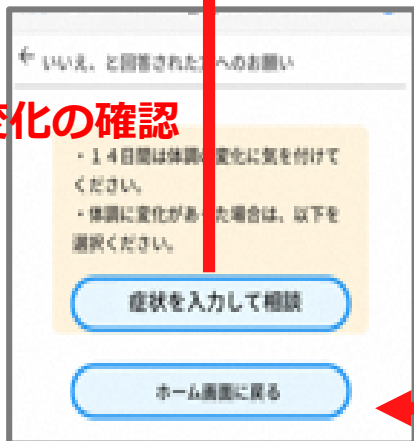 ← いいえ、と回答された方へのお願い
変化の確認
・14日間は体調の変化に気を付けて
ください。
・体調に変化があった場合は、以下を
選択ください。
症状を入力して相談
ホーム画面に戻る